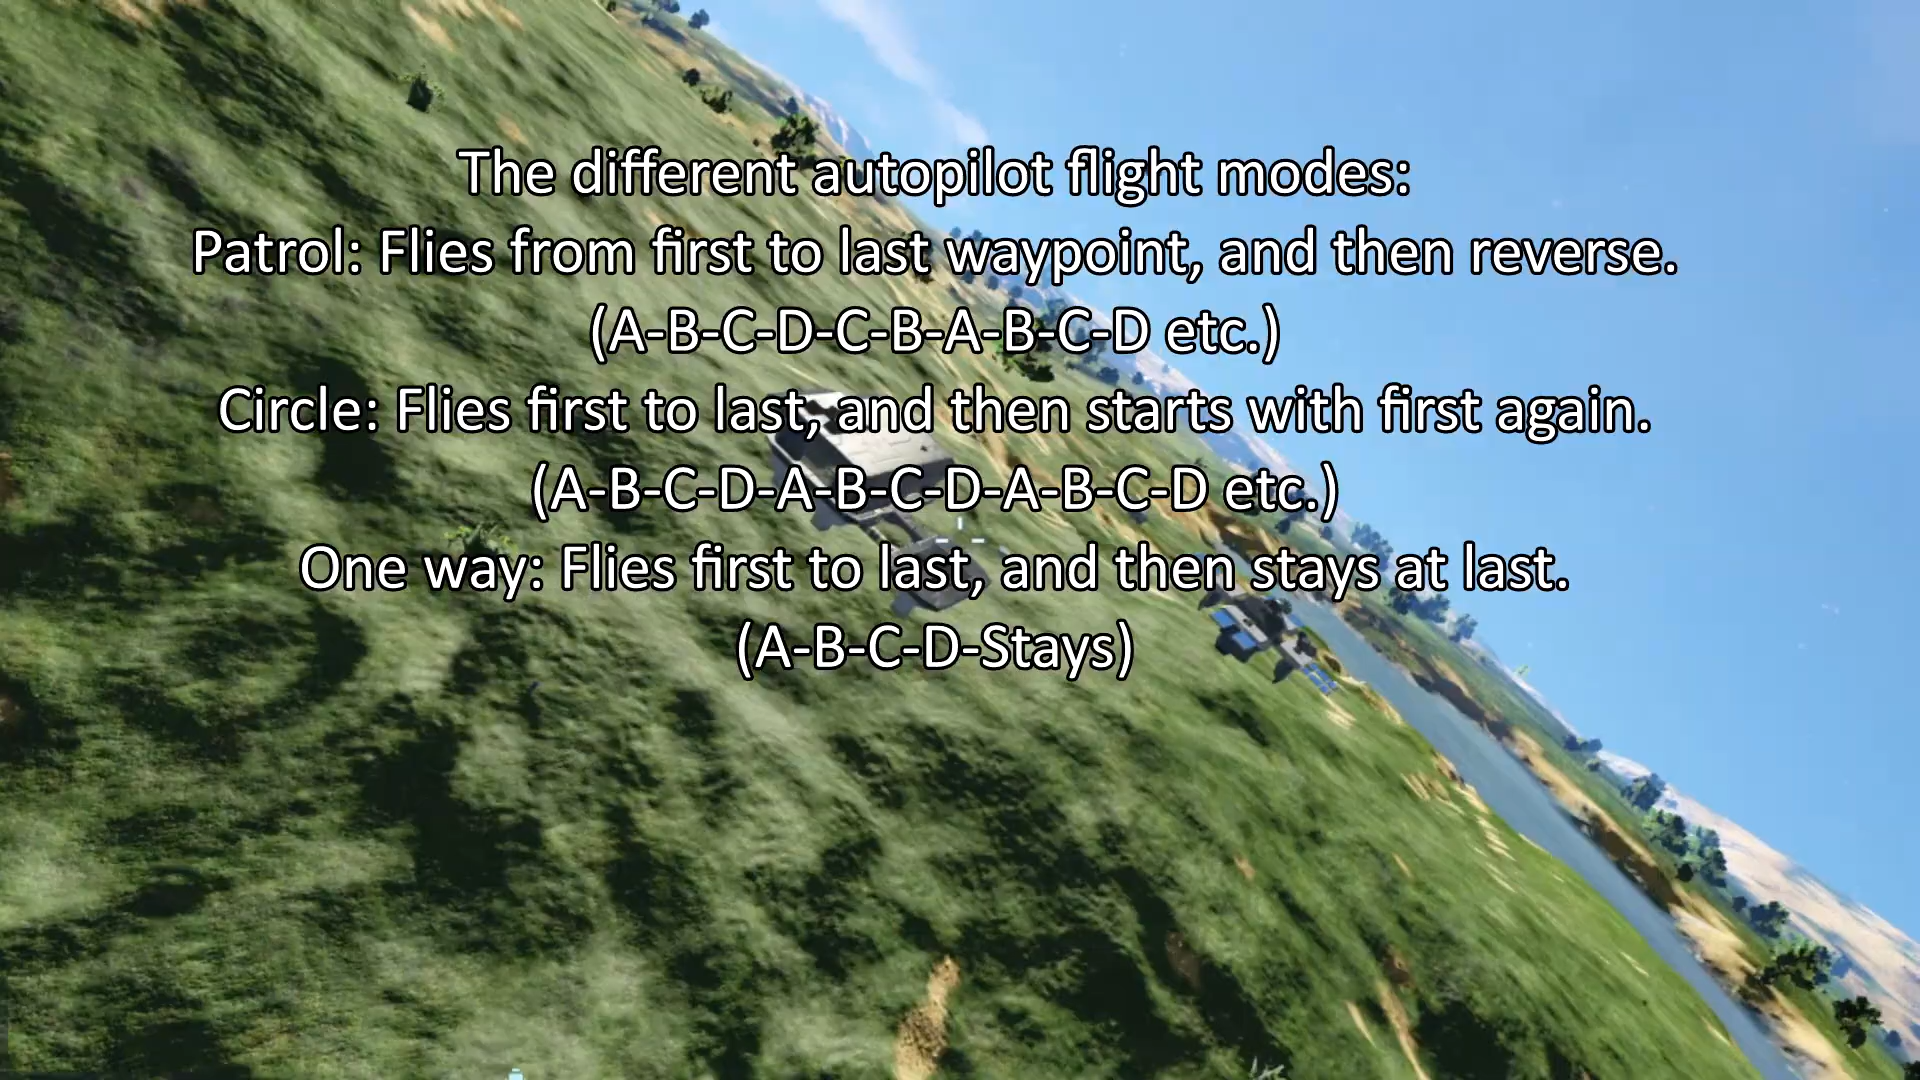 The different autopilot flight modes:
Patrol: Flies from first to last waypoint, and then reverse.
(A-B-C-D-C-B-A-B-C-D etc.)
Circle: Flies first to last, and then starts with first again.
(A-B-C-D-A-B-C-D-A-B-C-D etc.)
One way: Flies first to last, and then stays at last.
(A-B-C-D-Stays)